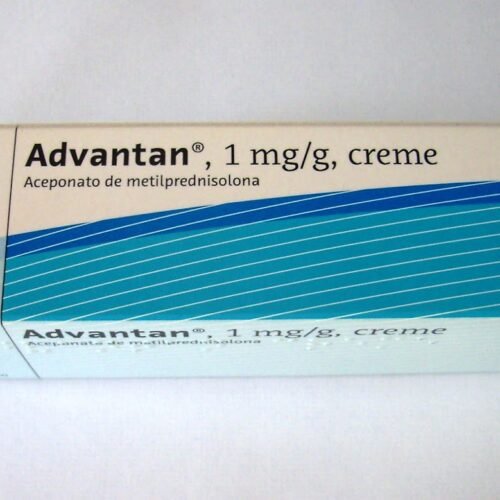 Advantan®, 1 mg/g, creme
Aceponato de metilprednisolona
Advantan®, 1 mg/g, creme
Aceponato de metilprednisolona